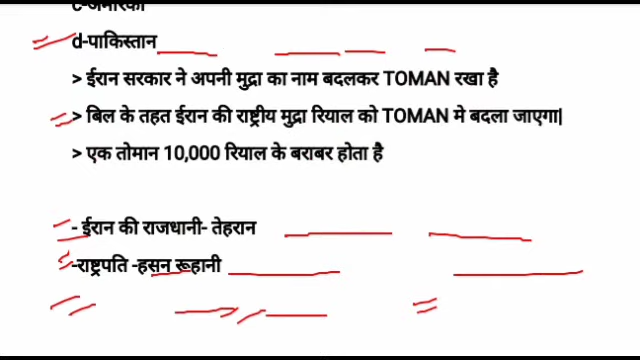 c-अमेरिका
d-पाकिस्तान
> ईरान सरकार ने अपनी मुद्रा का नाम बदलकर TOMAN रखा है
> बिल के तहत ईरान की राष्ट्रीय मुद्रा रियाल को TOMAN मे बदला जाएगा|
> एक तोमान 10,000 रियाल के बराबर होता है
- ईरान की राजधानी- तेहरान
-राष्ट्रपति -हसन रूहानी